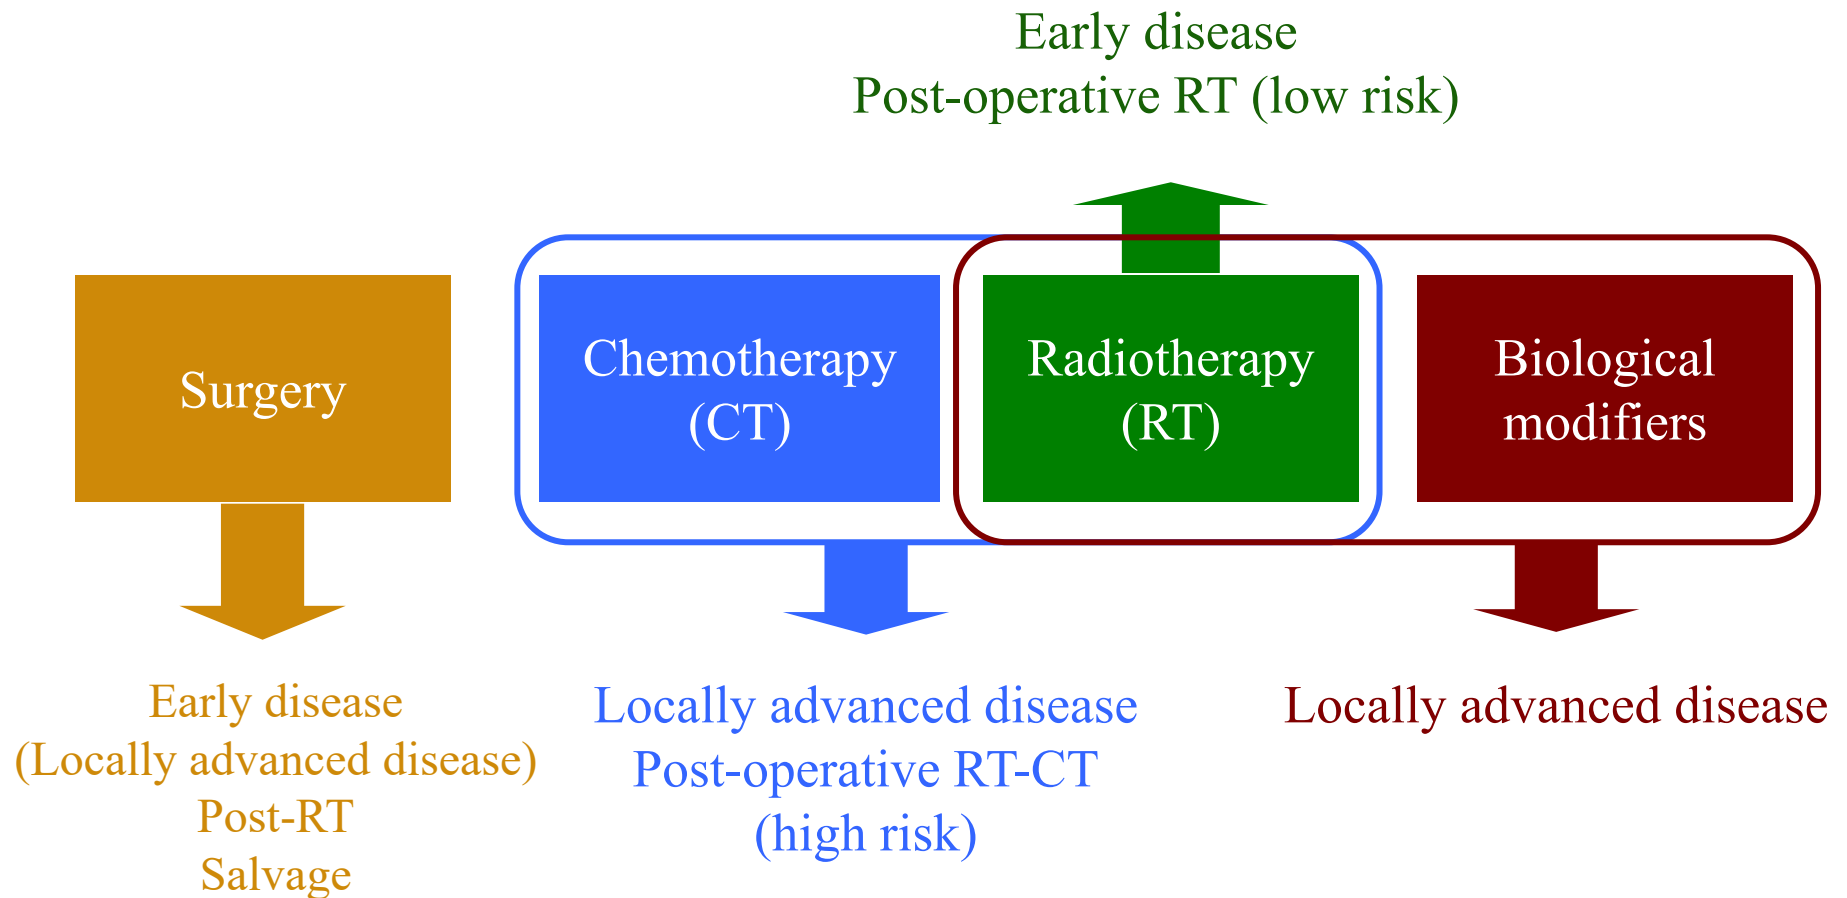 Early disease
Post-operative RT (low risk)
Surgery
Chemotherapy
(CT)
Radiotherapy
(RT)
Biological
modifiers
Early disease
(Locally advanced disease)
Post-RT
Salvage
Locally advanced disease
Post-operative RT-CT
(high risk)
Locally advanced disease